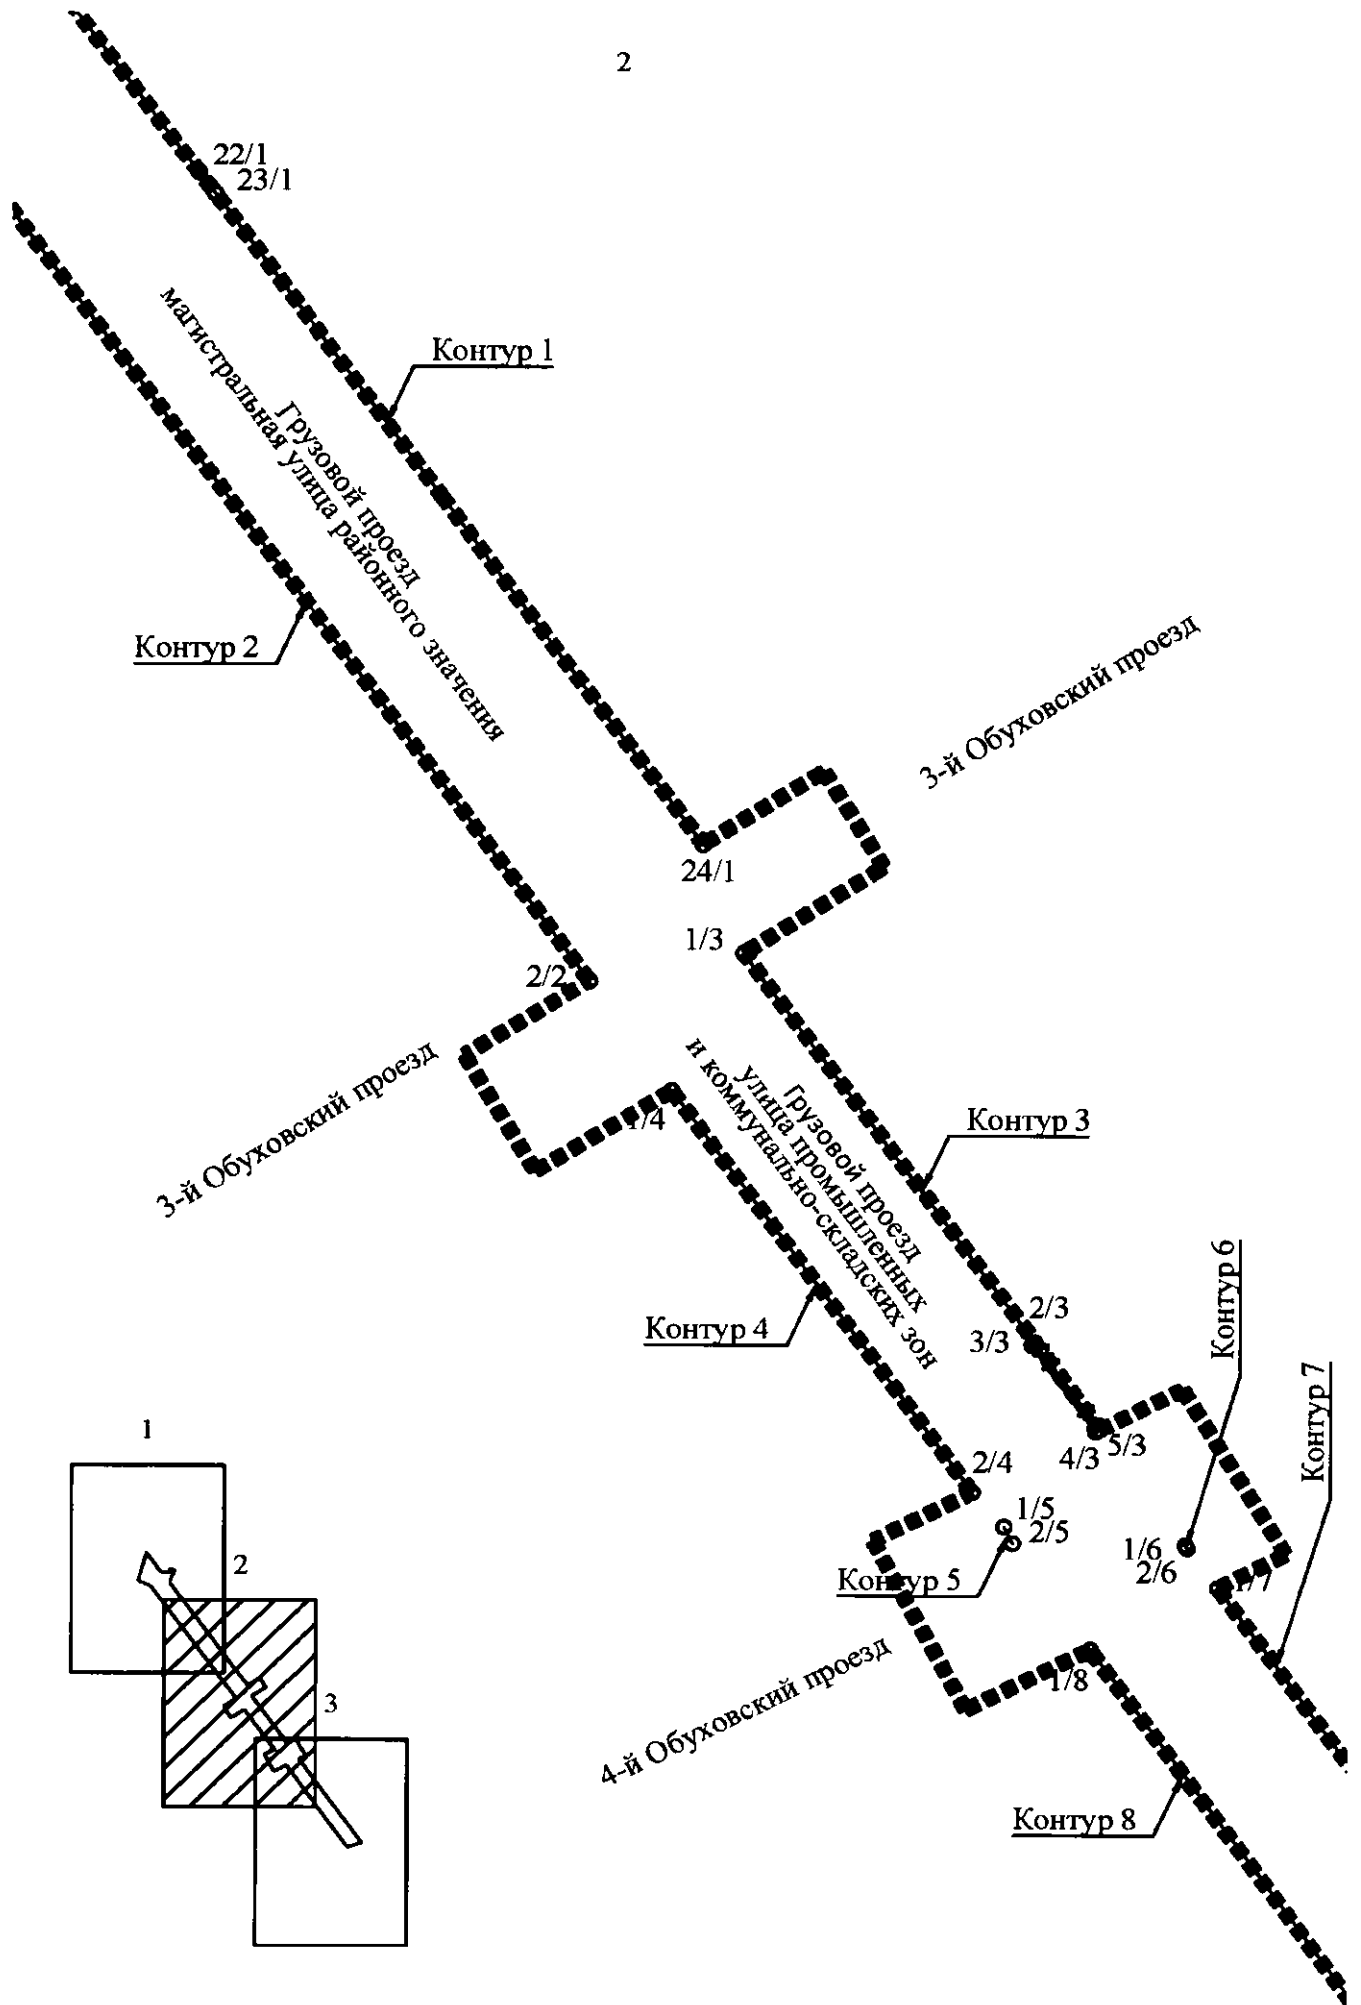 2
22/1
23/1
Контур 1
Грузовой проезд
магистральная улица районного значения
Контур 2
3-й Обуховский проезд
24/1
1/3
2/2
3-й Обуховский проезд
1/4
Грузовой проезд
улица промышленных
и коммунально-складских зон
Контур 3
2/3
3/3
Контур 4
Контур 6
Контур 7
4/3
5/3
2/4
1/5
2/5
Контур 5
1/6
2/6
1/7
4-й Обуховский проезд
1/8
Контур 8
1
2
3